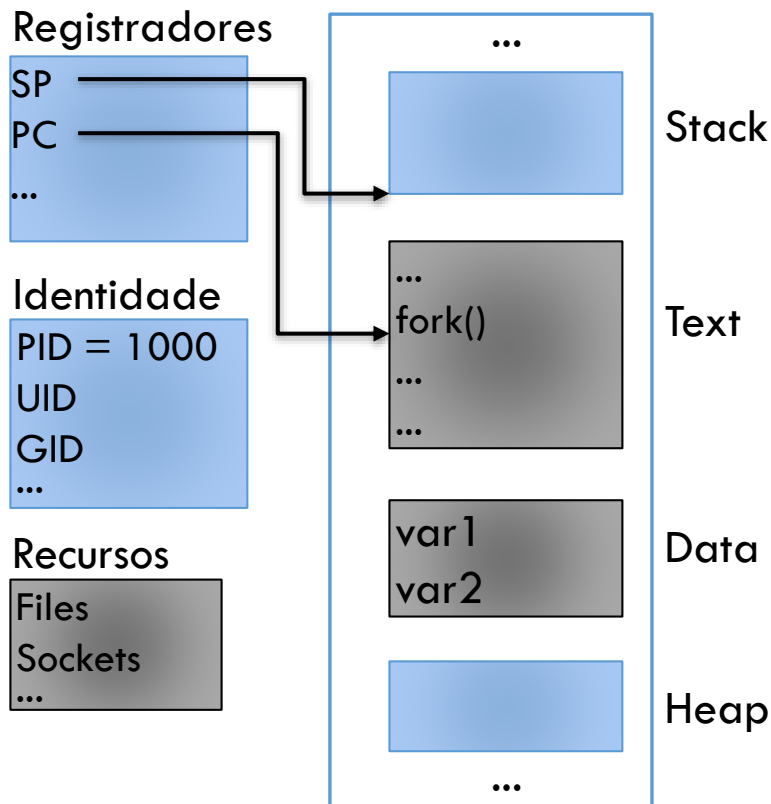 Registradores
SP
PC
...
Identidade
PID = 1000
UID
GID
...
Recursos
Files
Sockets
...
...
Stack
...
fork()
...
...
Text
var1
var2
Data
Heap
...